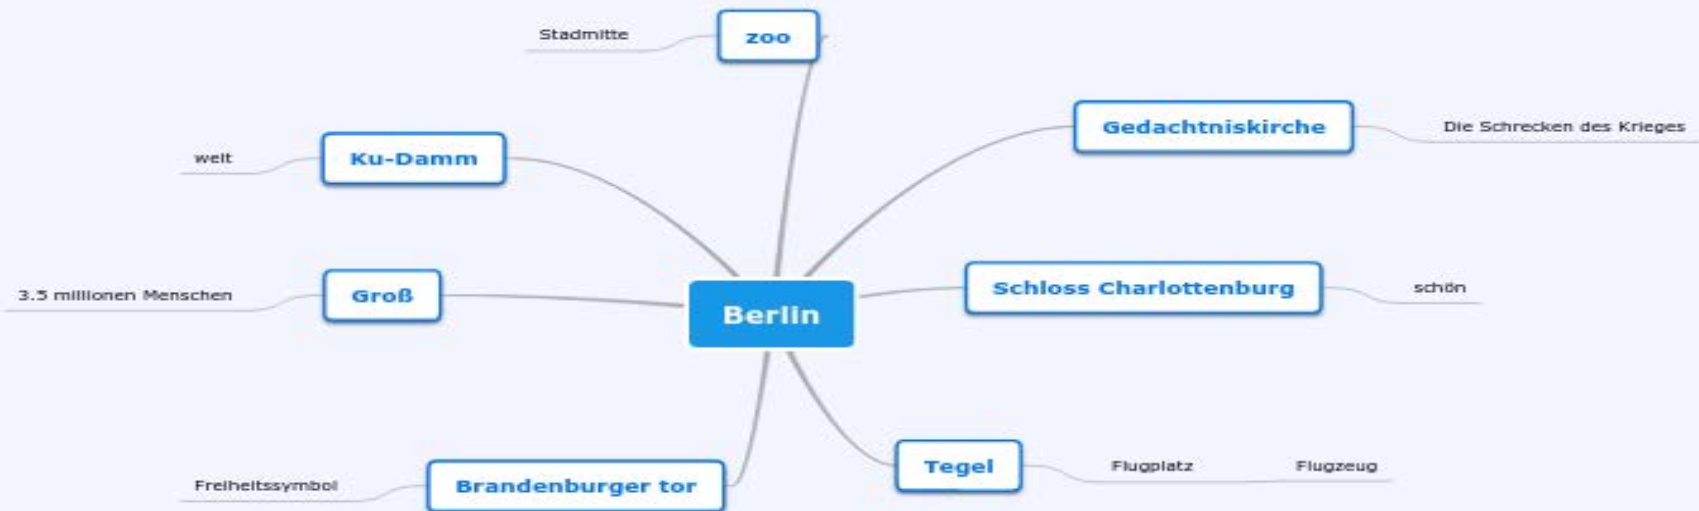 Stadmitte
zoo
Gedachtniskirche
Die Schrecken des Krieges
welt
Ku-Damm
Schloss Charlottenburg
schön
3.5 millionen Menschen
Groß
Berlin
Tegel
Flugplatz
Flugzeug
Freiheitssymbol
Brandenburger tor